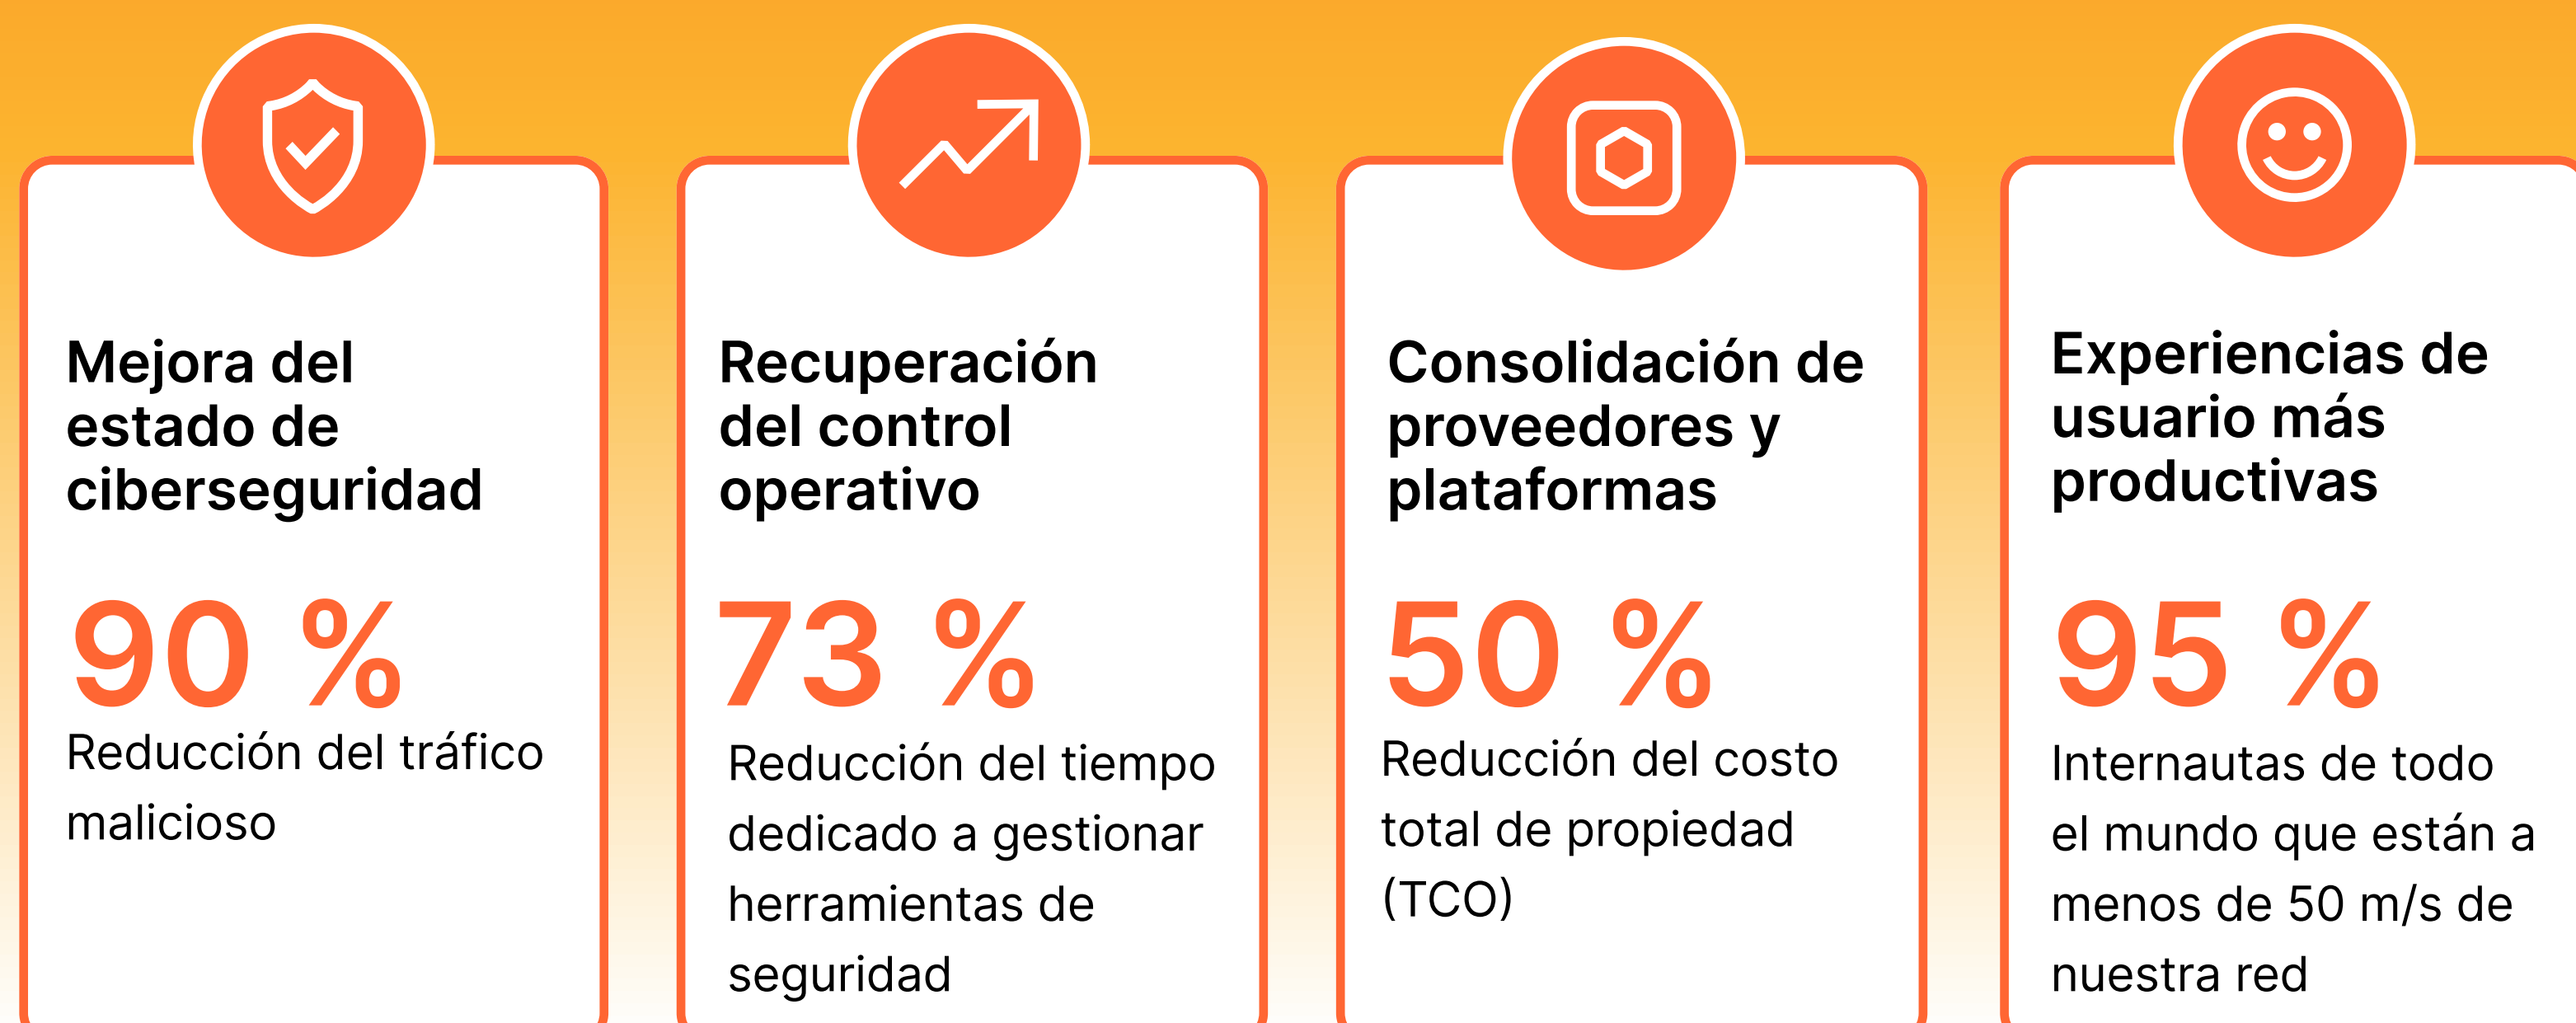 Mejora del
estado de
ciberseguridad
90 %
Reducción del tráfico
malicioso
Recuperación
del control
operativo
73 %
Reducción del tiempo
dedicado a gestionar
herramientas de
seguridad
Consolidación de
proveedores y
plataformas
50 %
Reducción del costo
total de propiedad
(TCO)
Experiencias de
usuario más
productivas
95 %
Internautas de todo
el mundo que están a
menos de 50 m/s de
nuestra red